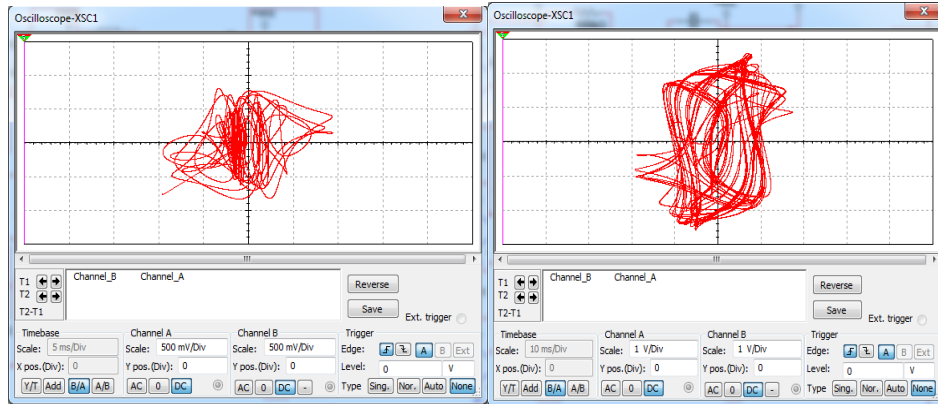 Oscilloscope-XSC1
x
T1
T2
T2-T1
Channel_B Channel_A
Reverse
Save
Ext. trigger
Timebase
Scale: 5 ms/Div
X pos.(Div): 0
Y/T Add B/A A/B
Channel A
Scale: 500 mV/Div
Y pos.(Div): 0
AC 0 DC
Channel B
Scale: 500 mV/Div
Y pos.(Div): 0
AC 0 DC -
Trigger
Edge: A B Ext
Level: 0 V
Type Sing. Nor. Auto None
Oscilloscope-XSC1
x
T1
T2
T2-T1
Channel_B Channel_A
Reverse
Save
Ext. trigger
Timebase
Scale: 10 ms/Div
X pos.(Div): 0
Y/T Add B/A A/B
Channel A
Scale: 1 V/Div
Y pos.(Div): 0
AC 0 DC
Channel B
Scale: 1 V/Div
Y pos.(Div): 0
AC 0 DC -
Trigger
Edge: A B Ext
Level: 0 V
Type Sing. Nor. Auto None